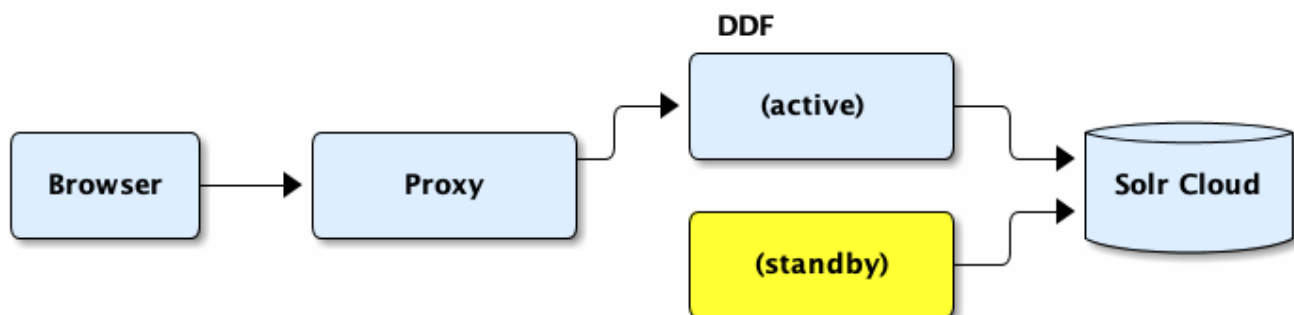 DDF
(active)
Browser
Proxy
Solr Cloud
(standby)